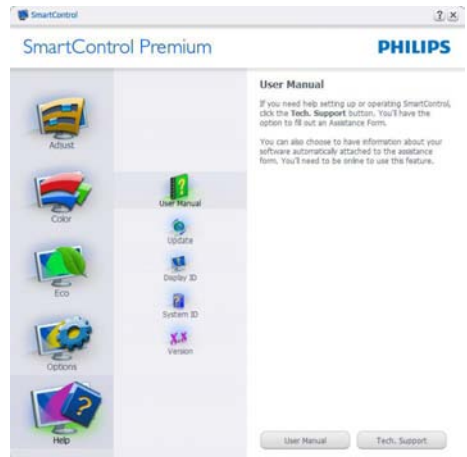 SmartControl
SmartControl Premium
PHILIPS
Adjust
Color
Eco
Options
Help
User Manual
Update
Display ID
System ID
Version
User Manual
If you need help setting up or operating SmartControl,
click the Tech. Support button. You'll have the
option to fill out an Assistance Form.
You can also choose to have information about your
software automatically attached to the assistance
form. You'll need to be online to use this feature.
User Manual
Tech. Support